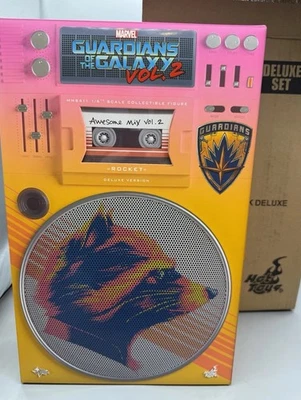 MARVEL
GUARDIANS
OF THE GALAXY
VOL. 2
Awesome Mix Vol. 2
- ROCKET -
DELUXE VERSION
GUARDIANS
DELUXE
SET
DELUXE
Hot
Toys